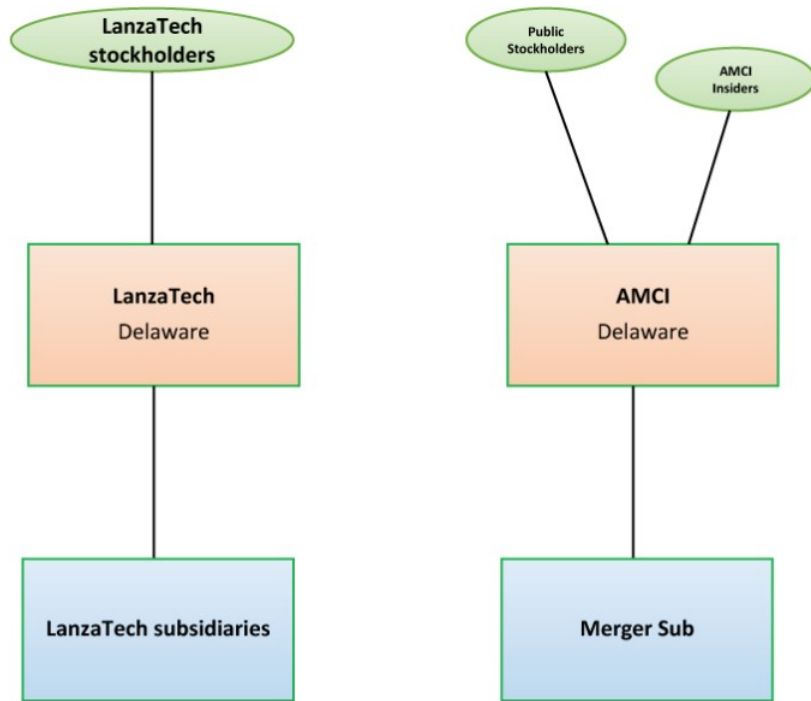 LanzaTech
stockholders
Public
Stockholders
AMCI
Insiders
LanzaTech
Delaware
AMCI
Delaware
LanzaTech subsidiaries
Merger Sub